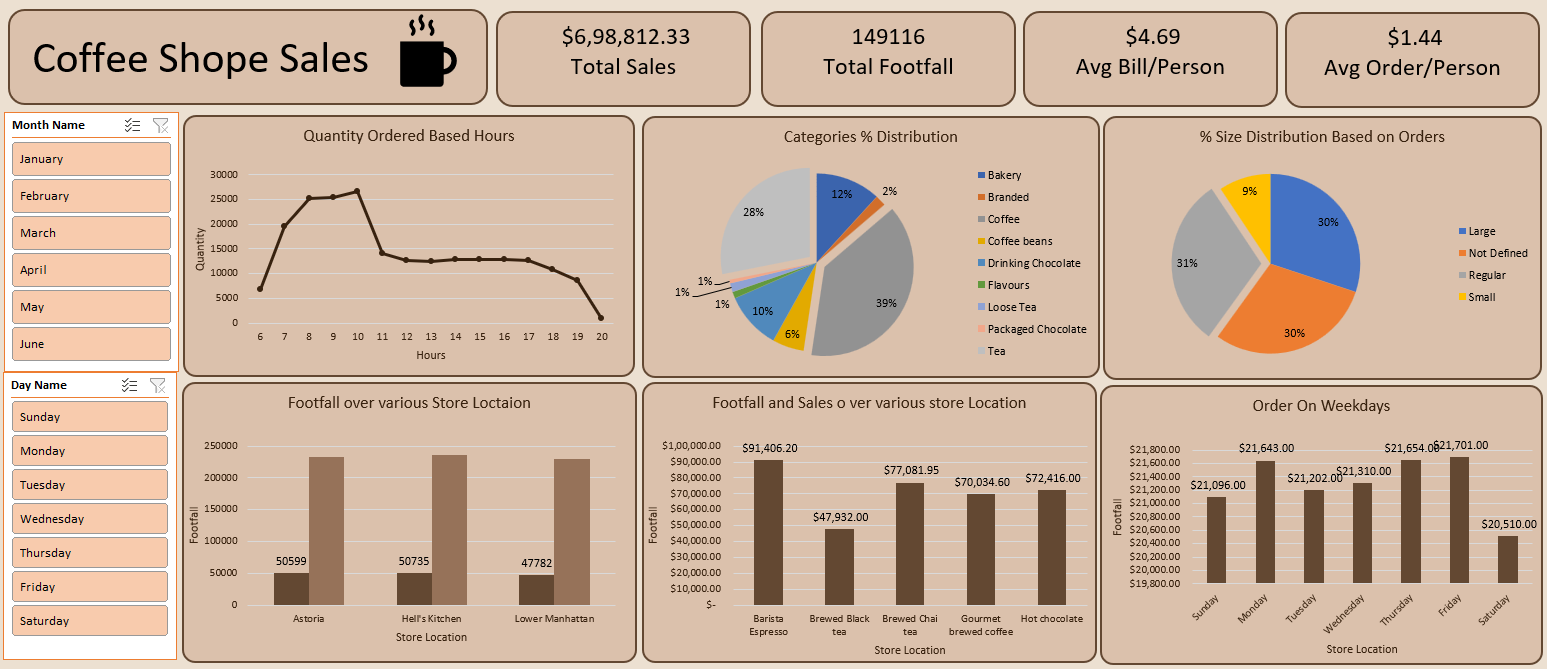 Coffee Shope Sales
$6,98,812.33
Total Sales
149116
Total Footfall
$4.69
Avg Bill/Person
$1.44
Avg Order/Person
Month Name
January
February
March
April
May
June
Day Name
Sunday
Monday
Tuesday
Wednesday
Thursday
Friday
Saturday
Quantity Ordered Based Hours
30000
25000
20000
15000
10000
5000
0
Quantity
6 7 8 9 10 11 12 13 14 15 16 17 18 19 20
Hours
Categories % Distribution
12%
2%
39%
6%
10%
1%
1%
1%
28%
Bakery
Branded
Coffee
Coffee beans
Drinking Chocolate
Flavours
Loose Tea
Packaged Chocolate
Tea
% Size Distribution Based on Orders
30%
30%
31%
9%
Large
Not Defined
Regular
Small
Footfall over various Store Loctaion
250000
200000
150000
100000
50000
0
Footfall
50599
50735
47782
Astoria
Hell's Kitchen
Lower Manhattan
Store Location
Footfall and Sales o ver various store Location
$1,00,000.00
$90,000.00
$80,000.00
$70,000.00
$60,000.00
$50,000.00
$40,000.00
$30,000.00
$20,000.00
$10,000.00
$-
Footfall
$91,406.20
$47,932.00
$77,081.95
$70,034.60
$72,416.00
Barista
Espresso
Brewed Black
tea
Brewed Chai
tea
Gourmet
brewed coffee
Hot chocolate
Store Location
Order On Weekdays
$21,800.00
$21,600.00
$21,400.00
$21,200.00
$21,000.00
$20,800.00
$20,600.00
$20,400.00
$20,200.00
$20,000.00
$19,800.00
Footfall
$21,096.00
$21,643.00
$21,202.00
$21,310.00
$21,654.00
$21,701.00
$20,510.00
Sunday
Monday
Tuesday
Wednesday
Thursday
Friday
Saturday
Store Location